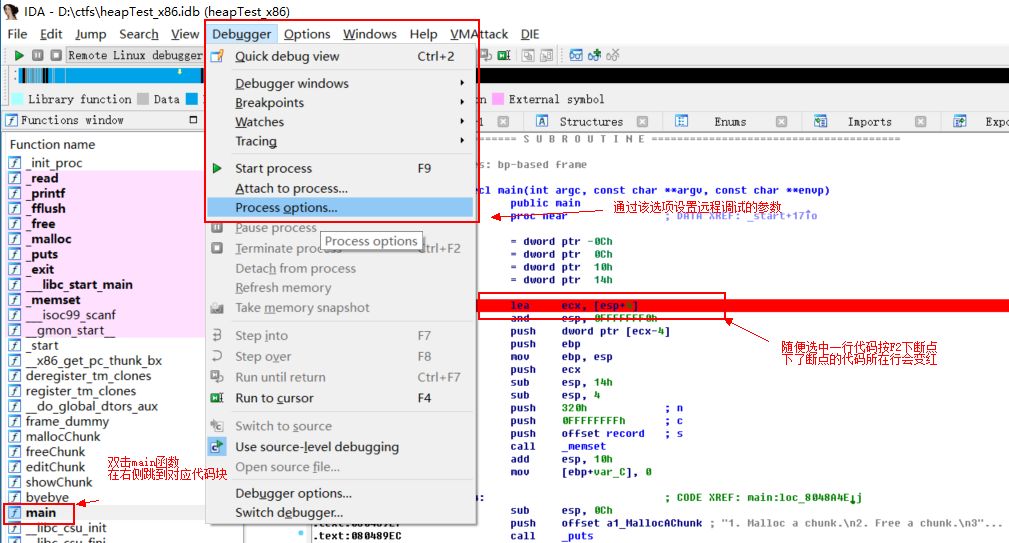 IDA - D:\ctfs\heapTest_x86.idb (heapTest_x86)
File Edit Jump Search View Debugger Options Windows Help VMAttack DIE
Remote Linux debugger
Library function Data External symbol
Functions window
Structures Enums Imports Expo
Function name
_init_proc
_read
_printf
_fflush
_free
_malloc
_puts
_exit
___libc_start_main
_memset
___isoc99_scanf
__gmon_start__
_start
__x86_get_pc_thunk_bx
deregister_tm_clones
register_tm_clones
__do_global_dtors_aux
frame_dummy
mallocChunk
freeChunk
editChunk
showChunk
byebye
main
__libc_csu_init
__libc_csu_fini
双击main函数
在右侧跳到对应代码块
Quick debug view Ctrl+2
Debugger windows
Breakpoints
Watches
Tracing
Start process F9
Attach to process...
Process options...
Pause process
Process options
Terminate process Ctrl+F2
Detach from process
Refresh memory
Take memory snapshot
Step into F7
Step over F8
Run until return Ctrl+F7
Run to cursor F4
Switch to source
Use source-level debugging
Open source file...
Debugger options...
Switch debugger...
S U B R O U T I N E
es: bp-based frame
ecl main(int argc, const char **argv, const char **envp)
public main
proc near ; DATA XREF: _start+17↑o
= dword ptr -0Ch
= dword ptr 0Ch
= dword ptr 10h
= dword ptr 14h
lea ecx, [esp+4]
and esp, 0FFFFFFF0h
push dword ptr [ecx-4]
push ebp
mov ebp, esp
push ecx
sub esp, 14h
sub esp, 4
push 320h ; n
push 0FFFFFFFFh ; c
push offset record ; s
call _memset
add esp, 10h
mov [ebp+var_C], 0
; CODE XREF: main:loc_8048A4E↓j
sub esp, 0Ch
push offset a1_MallocAChunk ; "1. Malloc a chunk.\n2. Free a chunk.\n3"...
.text:080489EC call _puts
通过该选项设置远程调试的参数
随便选中一行代码按F2下断点
下了断点的代码所在行会变红